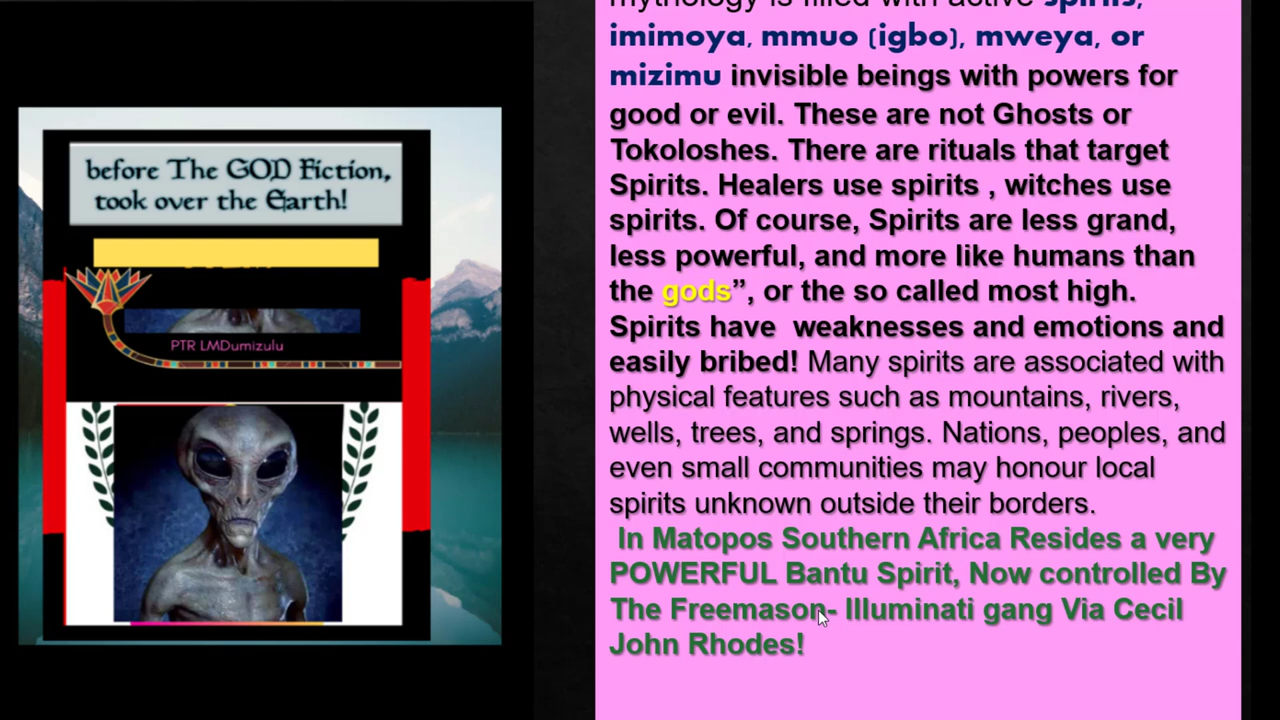 before The GOD Fiction,
took over the Earth!
PTR LMDumizulu
mythology is filled with active spirits,
imimoya, mmuo (igbo), mweya, or
mizimu invisible beings with powers for
good or evil. These are not Ghosts or
Tokoloshes. There are rituals that target
Spirits. Healers use spirits , witches use
spirits. Of course, Spirits are less grand,
less powerful, and more like humans than
the gods”, or the so called most high.
Spirits have  weaknesses and emotions and
easily bribed! Many spirits are associated with
physical features such as mountains, rivers,
wells, trees, and springs. Nations, peoples, and
even small communities may honour local
spirits unknown outside their borders.
In Matopos Southern Africa Resides a very
POWERFUL Bantu Spirit, Now controlled By
The Freemason- Illuminati gang Via Cecil
John Rhodes!